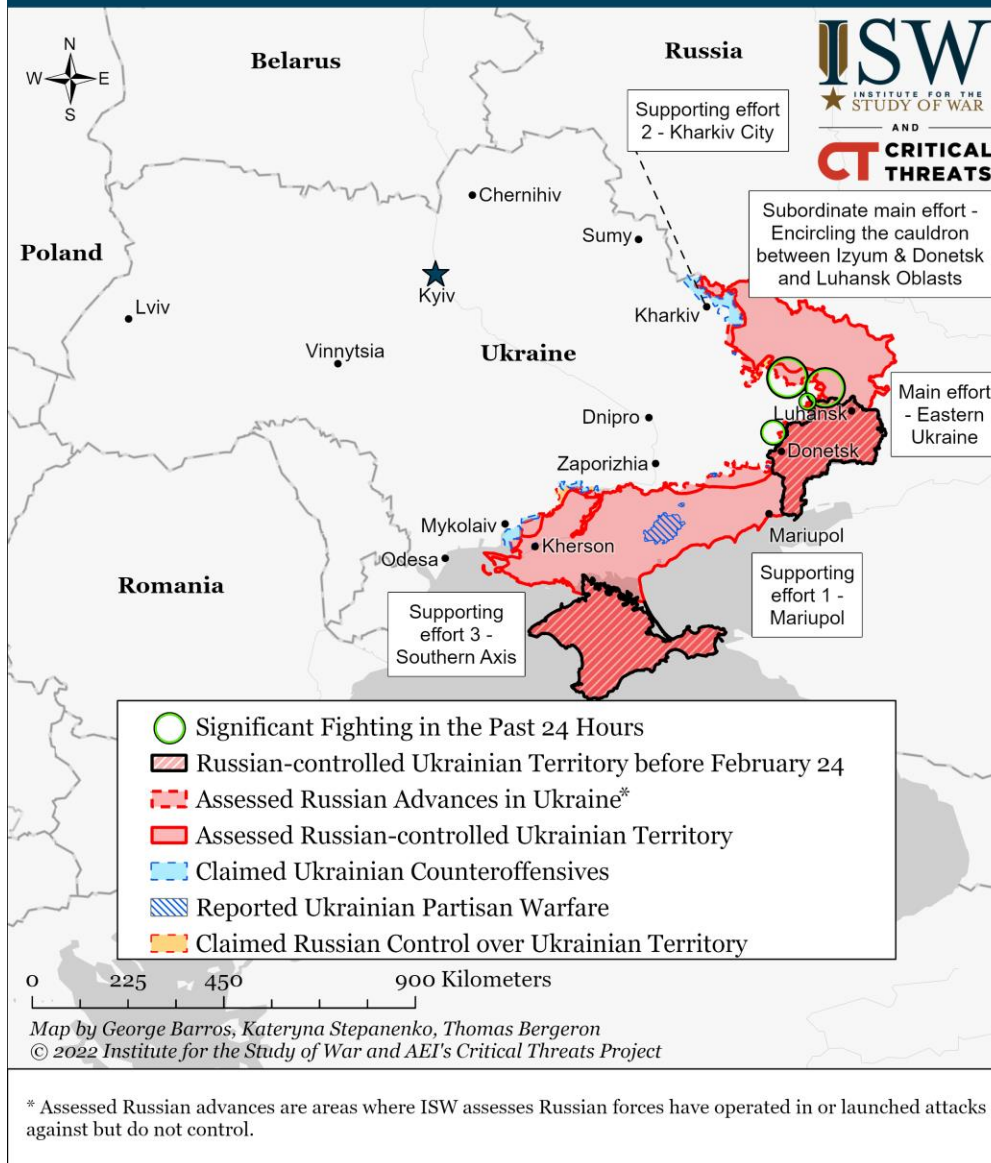 N
W E
S
Belarus
Russia
ISW
INSTITUTE FOR THE
STUDY OF WAR
AND
CT CRITICAL
THREATS
Supporting effort
2 - Kharkiv City
Chernihiv
Subordinate main effort -
Encircling the cauldron
between Izyum & Donetsk
and Luhansk Oblasts
Sumy
Poland
Kyiv
Lviv
Kharkiv
Vinnytsia
Ukraine
Main effort
- Eastern
Ukraine
Luhansk
Dnipro
Donetsk
Zaporizhia
Mykolaiv
Mariupol
Kherson
Odesa
Romania
Supporting
effort 1 -
Mariupol
Supporting
effort 3 -
Southern Axis
Significant Fighting in the Past 24 Hours
Russian-controlled Ukrainian Territory before February 24
Assessed Russian Advances in Ukraine*
Assessed Russian-controlled Ukrainian Territory
Claimed Ukrainian Counteroffensives
Reported Ukrainian Partisan Warfare
Claimed Russian Control over Ukrainian Territory
0 225 450 900 Kilometers
Map by George Barros, Kateryna Stepanenko, Thomas Bergeron
© 2022 Institute for the Study of War and AEI's Critical Threats Project
* Assessed Russian advances are areas where ISW assesses Russian forces have operated in or launched attacks
against but do not control.